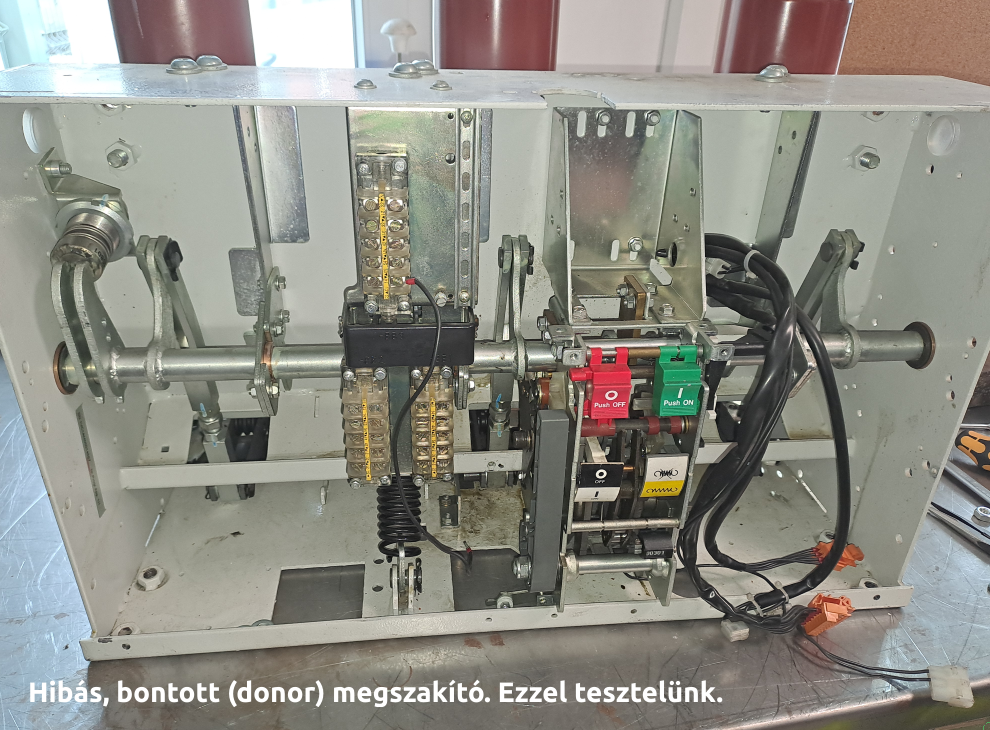 O
Push OFF
I
Push ON
O
OFF
I
Hibás, bontott (donor) megszakító. Ezzel tesztelünk.